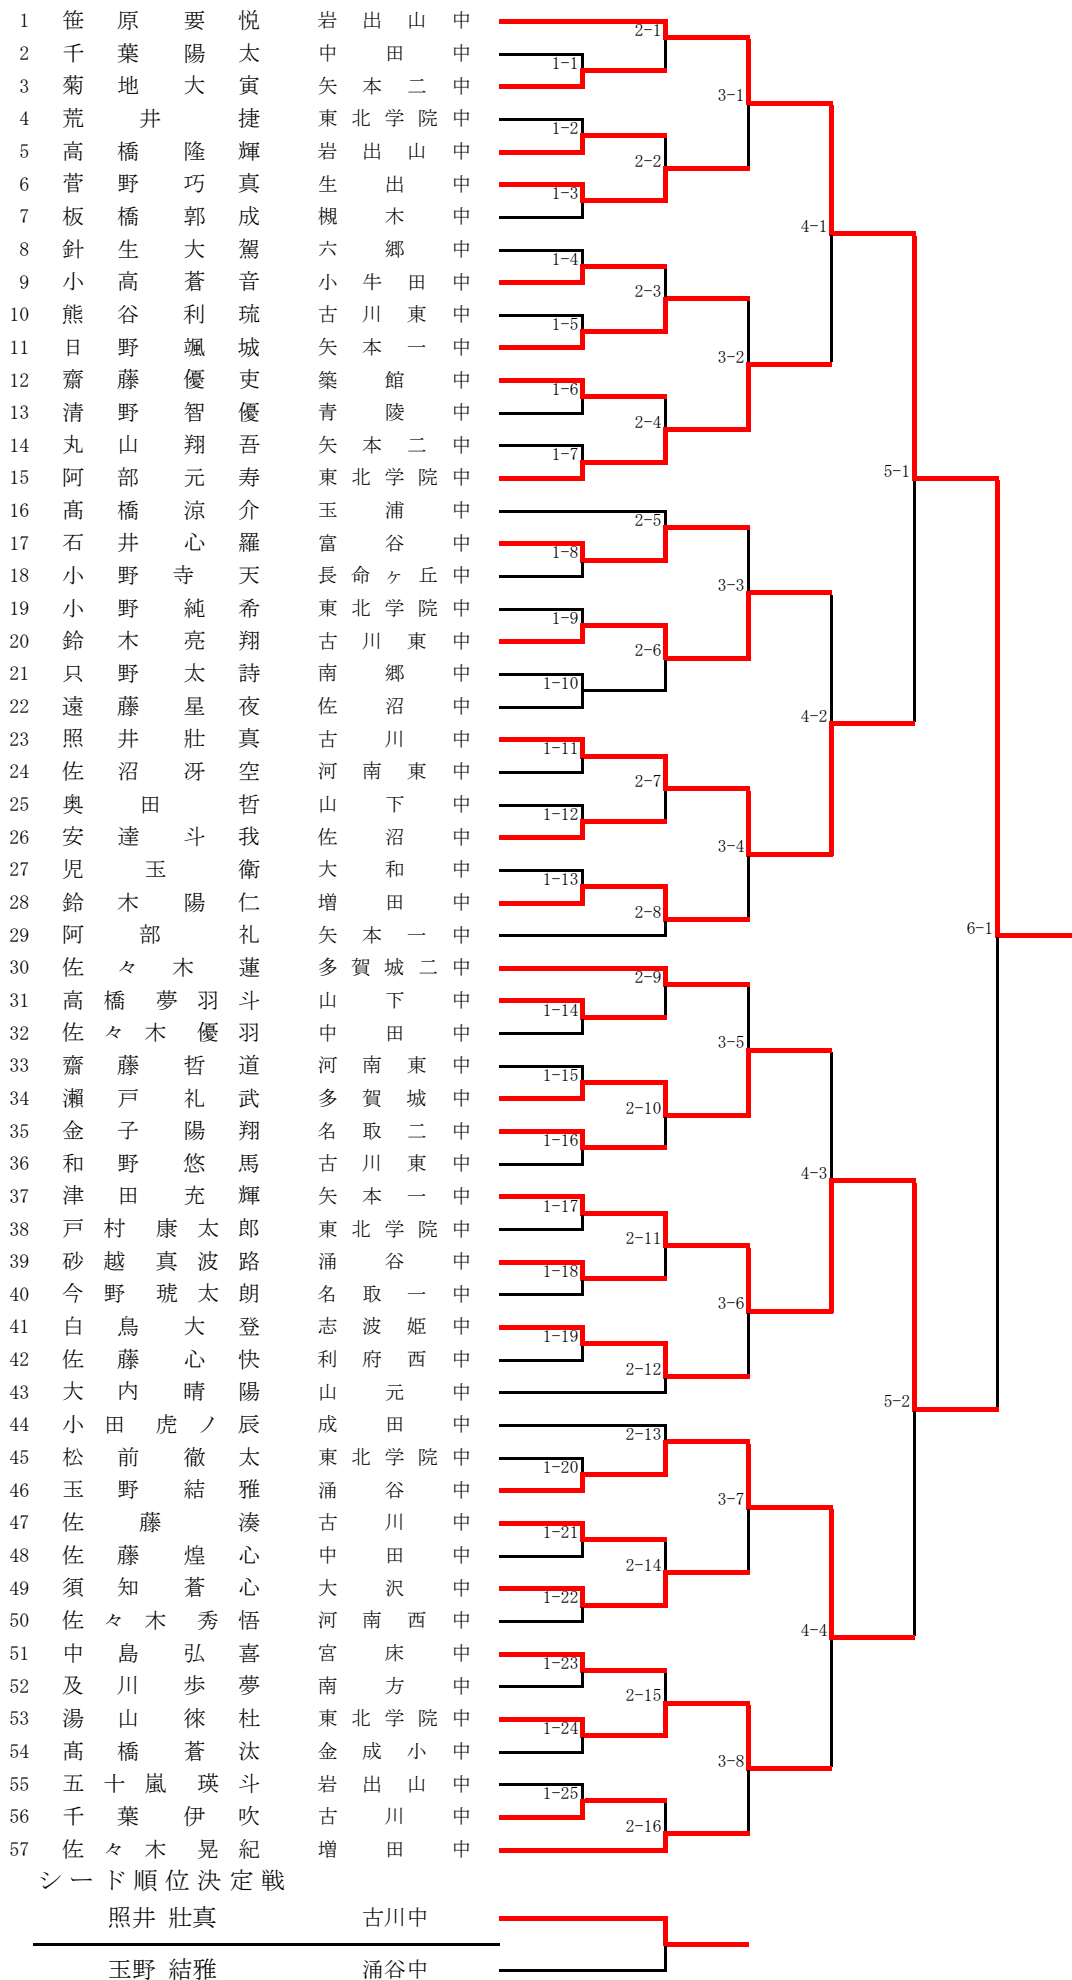 1 笹原要悦 岩出山中
2 千葉陽太 中田中
3 菊地大寅 矢本二中
4 荒井捷 東北学院中
5 高橋隆輝 岩出山中
6 菅野巧真 生出中
7 板橋郭成 槻木中
8 針生大駕 六郷中
9 小高蒼音 小牛田中
10 熊谷利琉 古川東中
11 日野颯城 矢本一中
12 齋藤優吏 築館中
13 清野智優 青陵中
14 丸山翔吾 矢本二中
15 阿部元寿 東北学院中
16 髙橋涼介 玉浦中
17 石井心羅 富谷中
18 小野寺天 長命ヶ丘中
19 小野純希 東北学院中
20 鈴木亮翔 古川東中
21 只野太詩 南郷中
22 遠藤星夜 佐沼中
23 照井壮真 古川中
24 佐沼冴空 河南東中
25 奥田哲 山下中
26 安達斗我 佐沼中
27 児玉衛 大和中
28 鈴木陽仁 増田中
29 阿部礼 矢本一中
30 佐々木蓮 多賀城二中
31 高橋夢羽斗 山下中
32 佐々木優羽 中田中
33 齋藤哲道 河南東中
34 瀬戸礼武 多賀城中
35 金子陽翔 名取二中
36 和野悠馬 古川東中
37 津田充輝 矢本一中
38 戸村康太郎 東北学院中
39 砂越真波路 涌谷中
40 今野琥太朗 名取一中
41 白鳥大登 志波姫中
42 佐藤心快 利府西中
43 大内晴陽 山元中
44 小田虎ノ辰 成田中
45 松前徹太 東北学院中
46 玉野結雅 涌谷中
47 佐藤湊 古川中
48 佐藤煌心 中田中
49 須知蒼心 大沢中
50 佐々木秀悟 河南西中
51 中島弘喜 宮床中
52 及川歩夢 南方中
53 湯山徠杜 東北学院中
54 髙橋蒼汰 金成小中
55 五十嵐瑛斗 岩出山中
56 千葉伊吹 古川中
57 佐々木晃紀 増田中
1-1
1-2
1-3
1-4
1-5
1-6
1-7
1-8
1-9
1-10
1-11
1-12
1-13
1-14
1-15
1-16
1-17
1-18
1-19
1-20
1-21
1-22
1-23
1-24
1-25
2-1
2-2
2-3
2-4
2-5
2-6
2-7
2-8
2-9
2-10
2-11
2-12
2-13
2-14
2-15
2-16
3-1
3-2
3-3
3-4
3-5
3-6
3-7
3-8
4-1
4-2
4-3
4-4
5-1
5-2
6-1
シード順位決定戦
照井 壮真 古川中
玉野 結雅 涌谷中